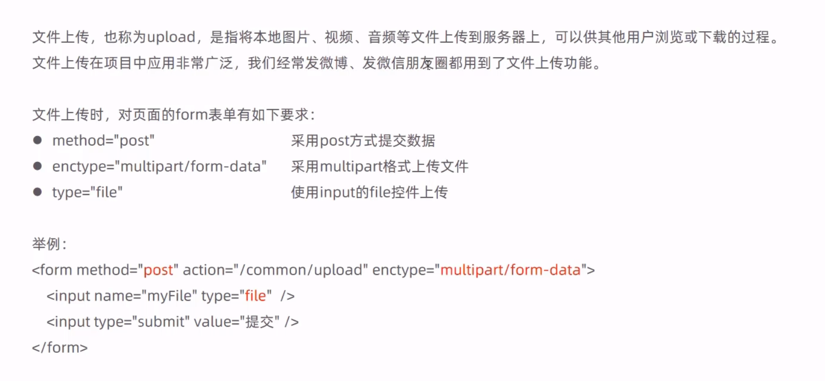 文件上传，也称为upload，是指将本地图片、视频、音频等文件上传到服务器上，可以供其他用户浏览或下载的过程。
文件上传在项目中应用非常广泛，我们经常发微博、发微信朋友圈都用到了文件上传功能。
文件上传时，对页面的form表单有如下要求：
● method="post" 采用post方式提交数据
● enctype="multipart/form-data" 采用multipart格式上传文件
● type="file" 使用input的file控件上传
举例：
<form method="post" action="/common/upload" enctype="multipart/form-data">
<input name="myFile" type="file" />
<input type="submit" value="提交" />
</form>